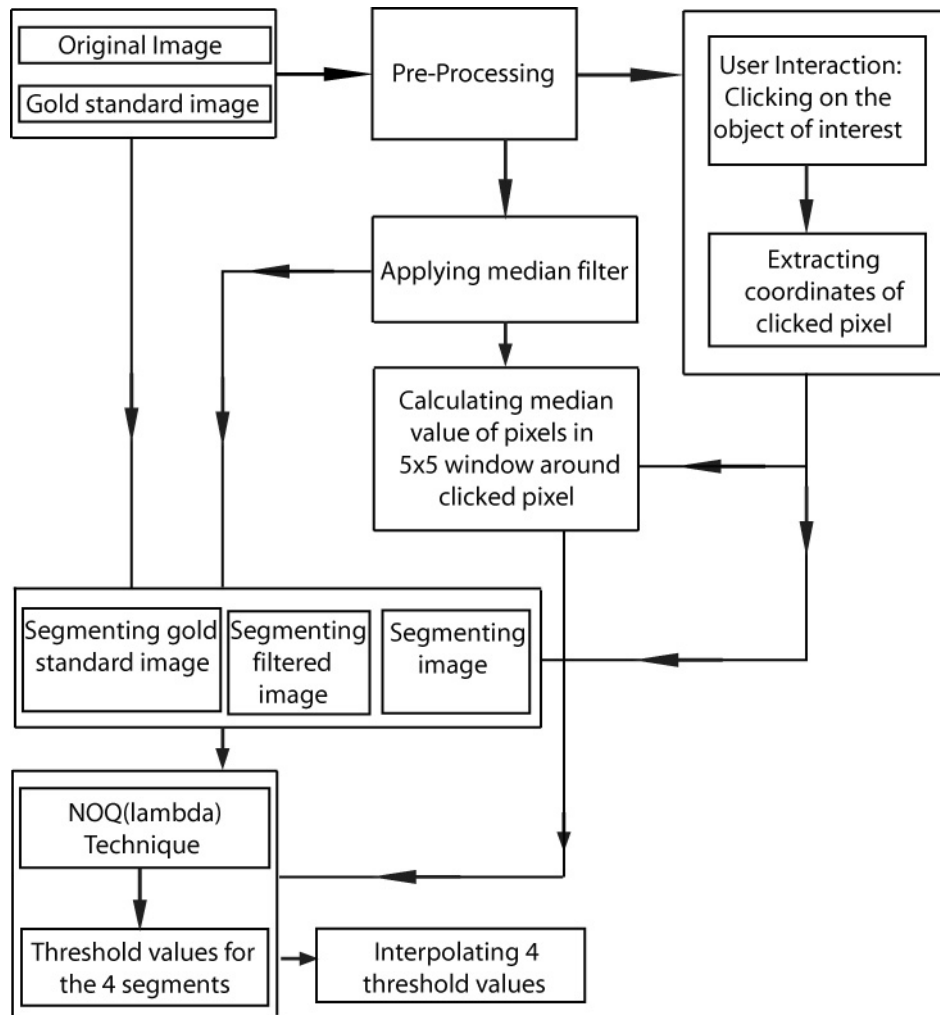 Original Image
Gold standard image
Pre-Processing
User Interaction:
Clicking on the
object of interest
Applying median filter
Extracting
coordinates of
clicked pixel
Calculating median
value of pixels in
5x5 window around
clicked pixel
Segmenting gold
standard image
Segmenting
filtered
image
Segmenting
image
NOQ(lambda)
Technique
Threshold values for
the 4 segments
Interpolating 4
threshold values